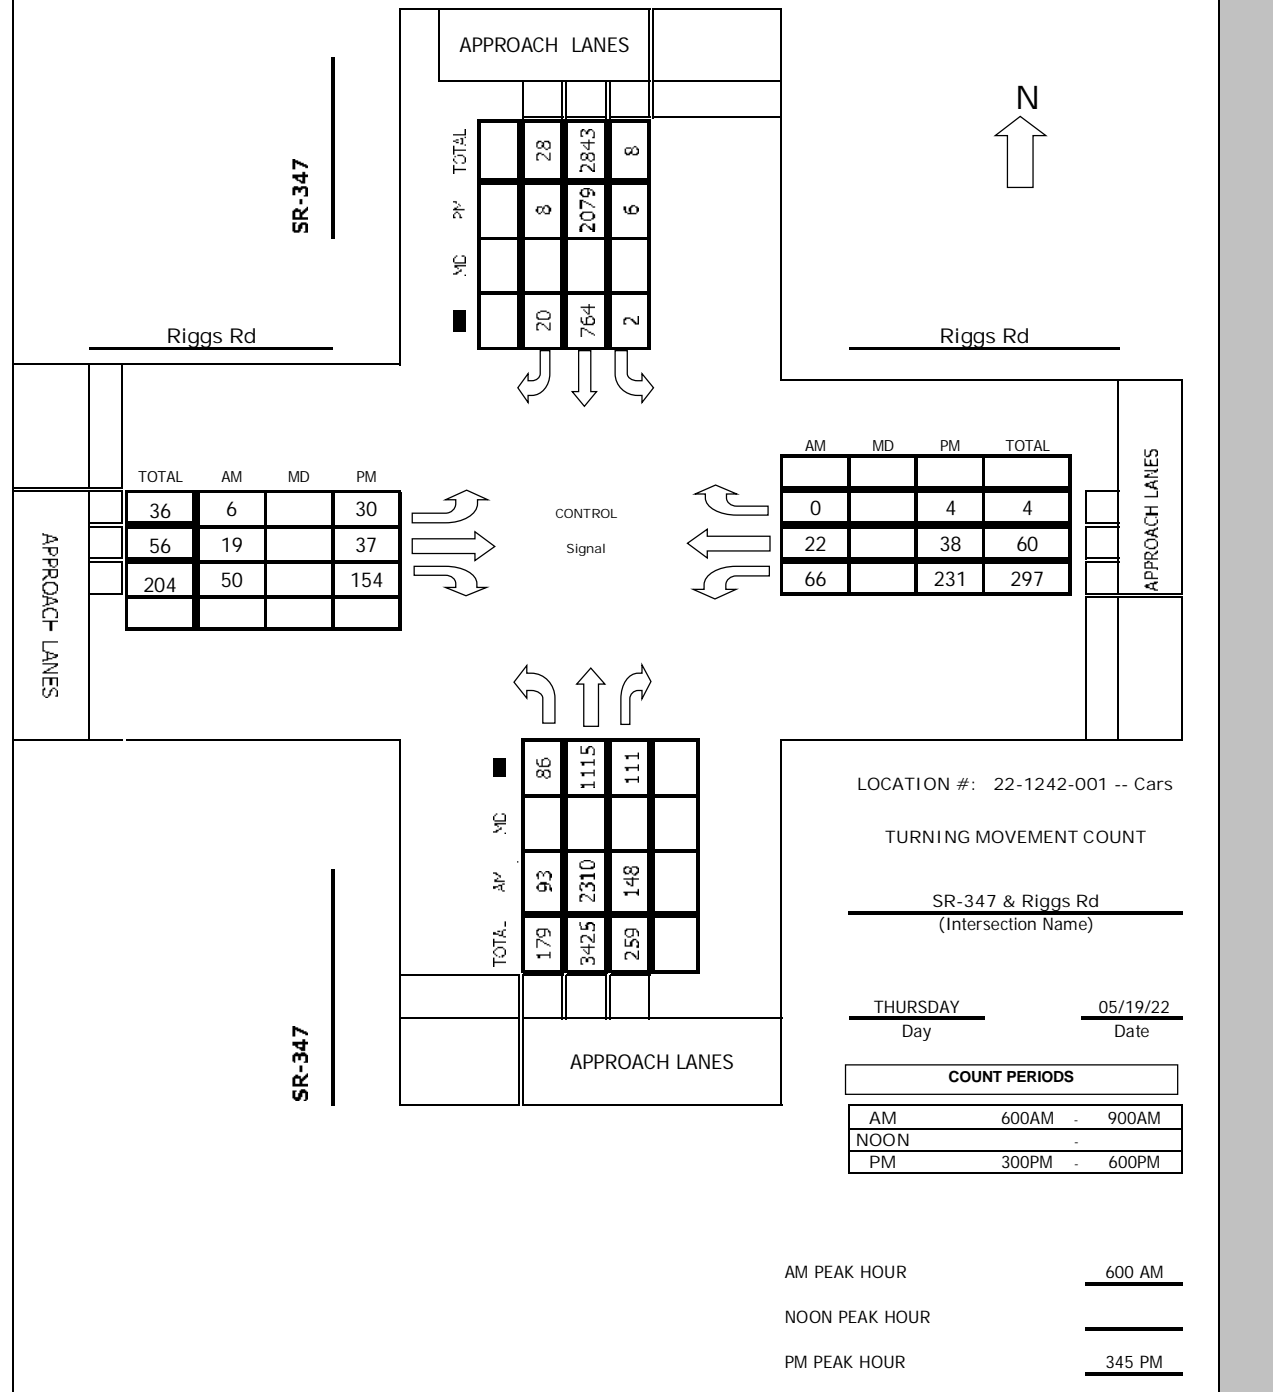 APPROACH LANES
N
SR-347
TOTAL 28 2843 8
PM 8 2079 6
MD
20 764 2
Riggs Rd
Riggs Rd
AM MD PM TOTAL
0 4 4
22 38 60
66 231 297
APPROACH LANES
TOTAL AM MD PM
36 6 30
56 19 37
204 50 154
APPROACH LANES
CONTROL
Signal
86 1115 111
MD
AM 93 2310 148
179 3425 259
SR-347
APPROACH LANES
LOCATION #: 22-1242-001 -- Cars
TURNING MOVEMENT COUNT
SR-347 & Riggs Rd
(Intersection Name)
THURSDAY 05/19/22
Day Date
COUNT PERIODS
AM 600AM - 900AM
NOON -
PM 300PM - 600PM
AM PEAK HOUR 600 AM
NOON PEAK HOUR
PM PEAK HOUR 345 PM